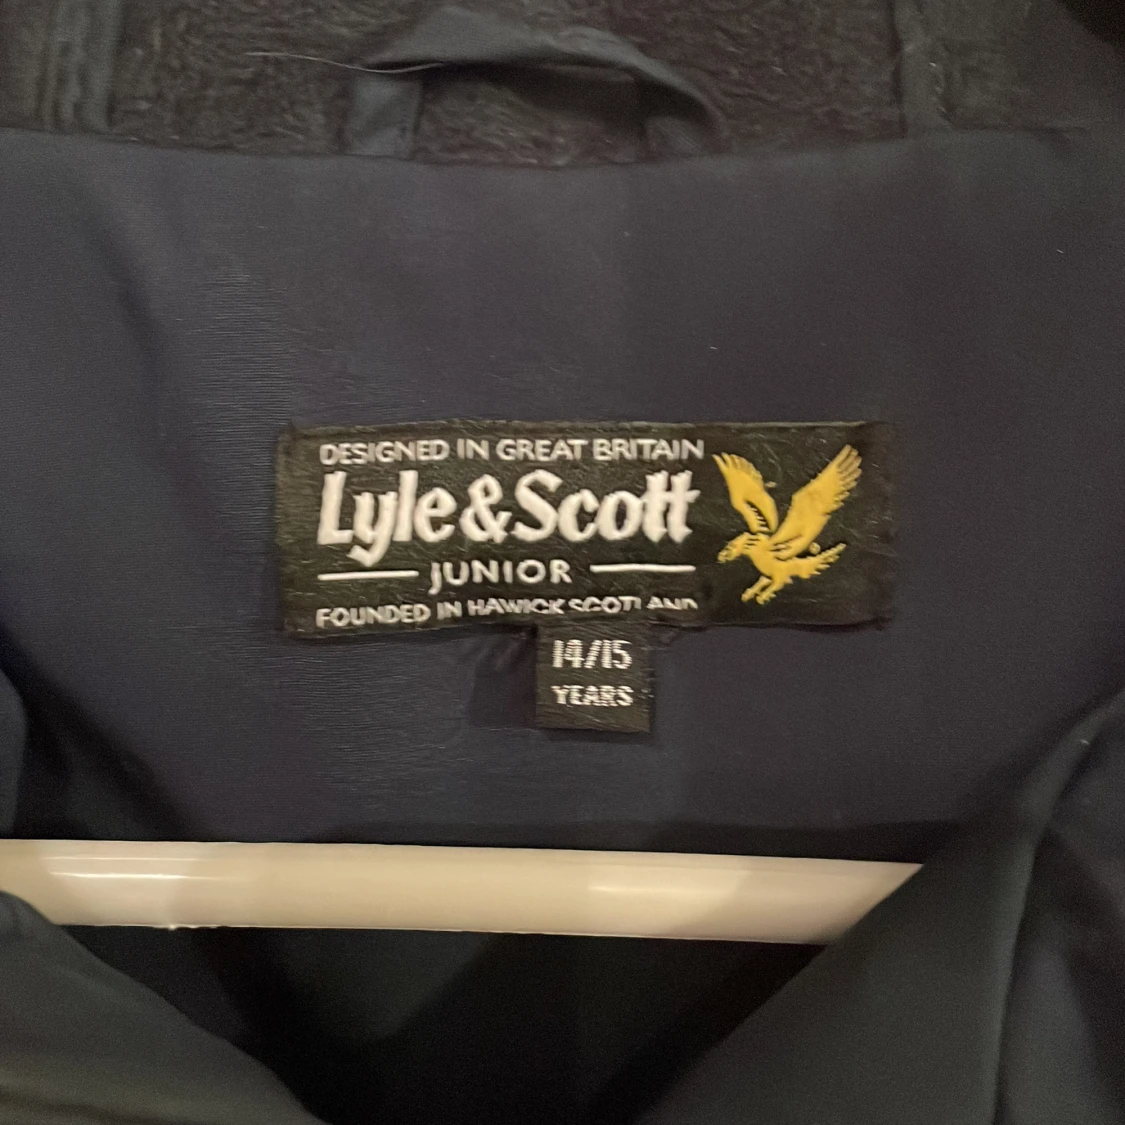 DESIGNED IN GREAT BRITAIN
Lyle & Scott
JUNIOR
FOUNDED IN HAWICK SCOTLAND
14/15
YEARS